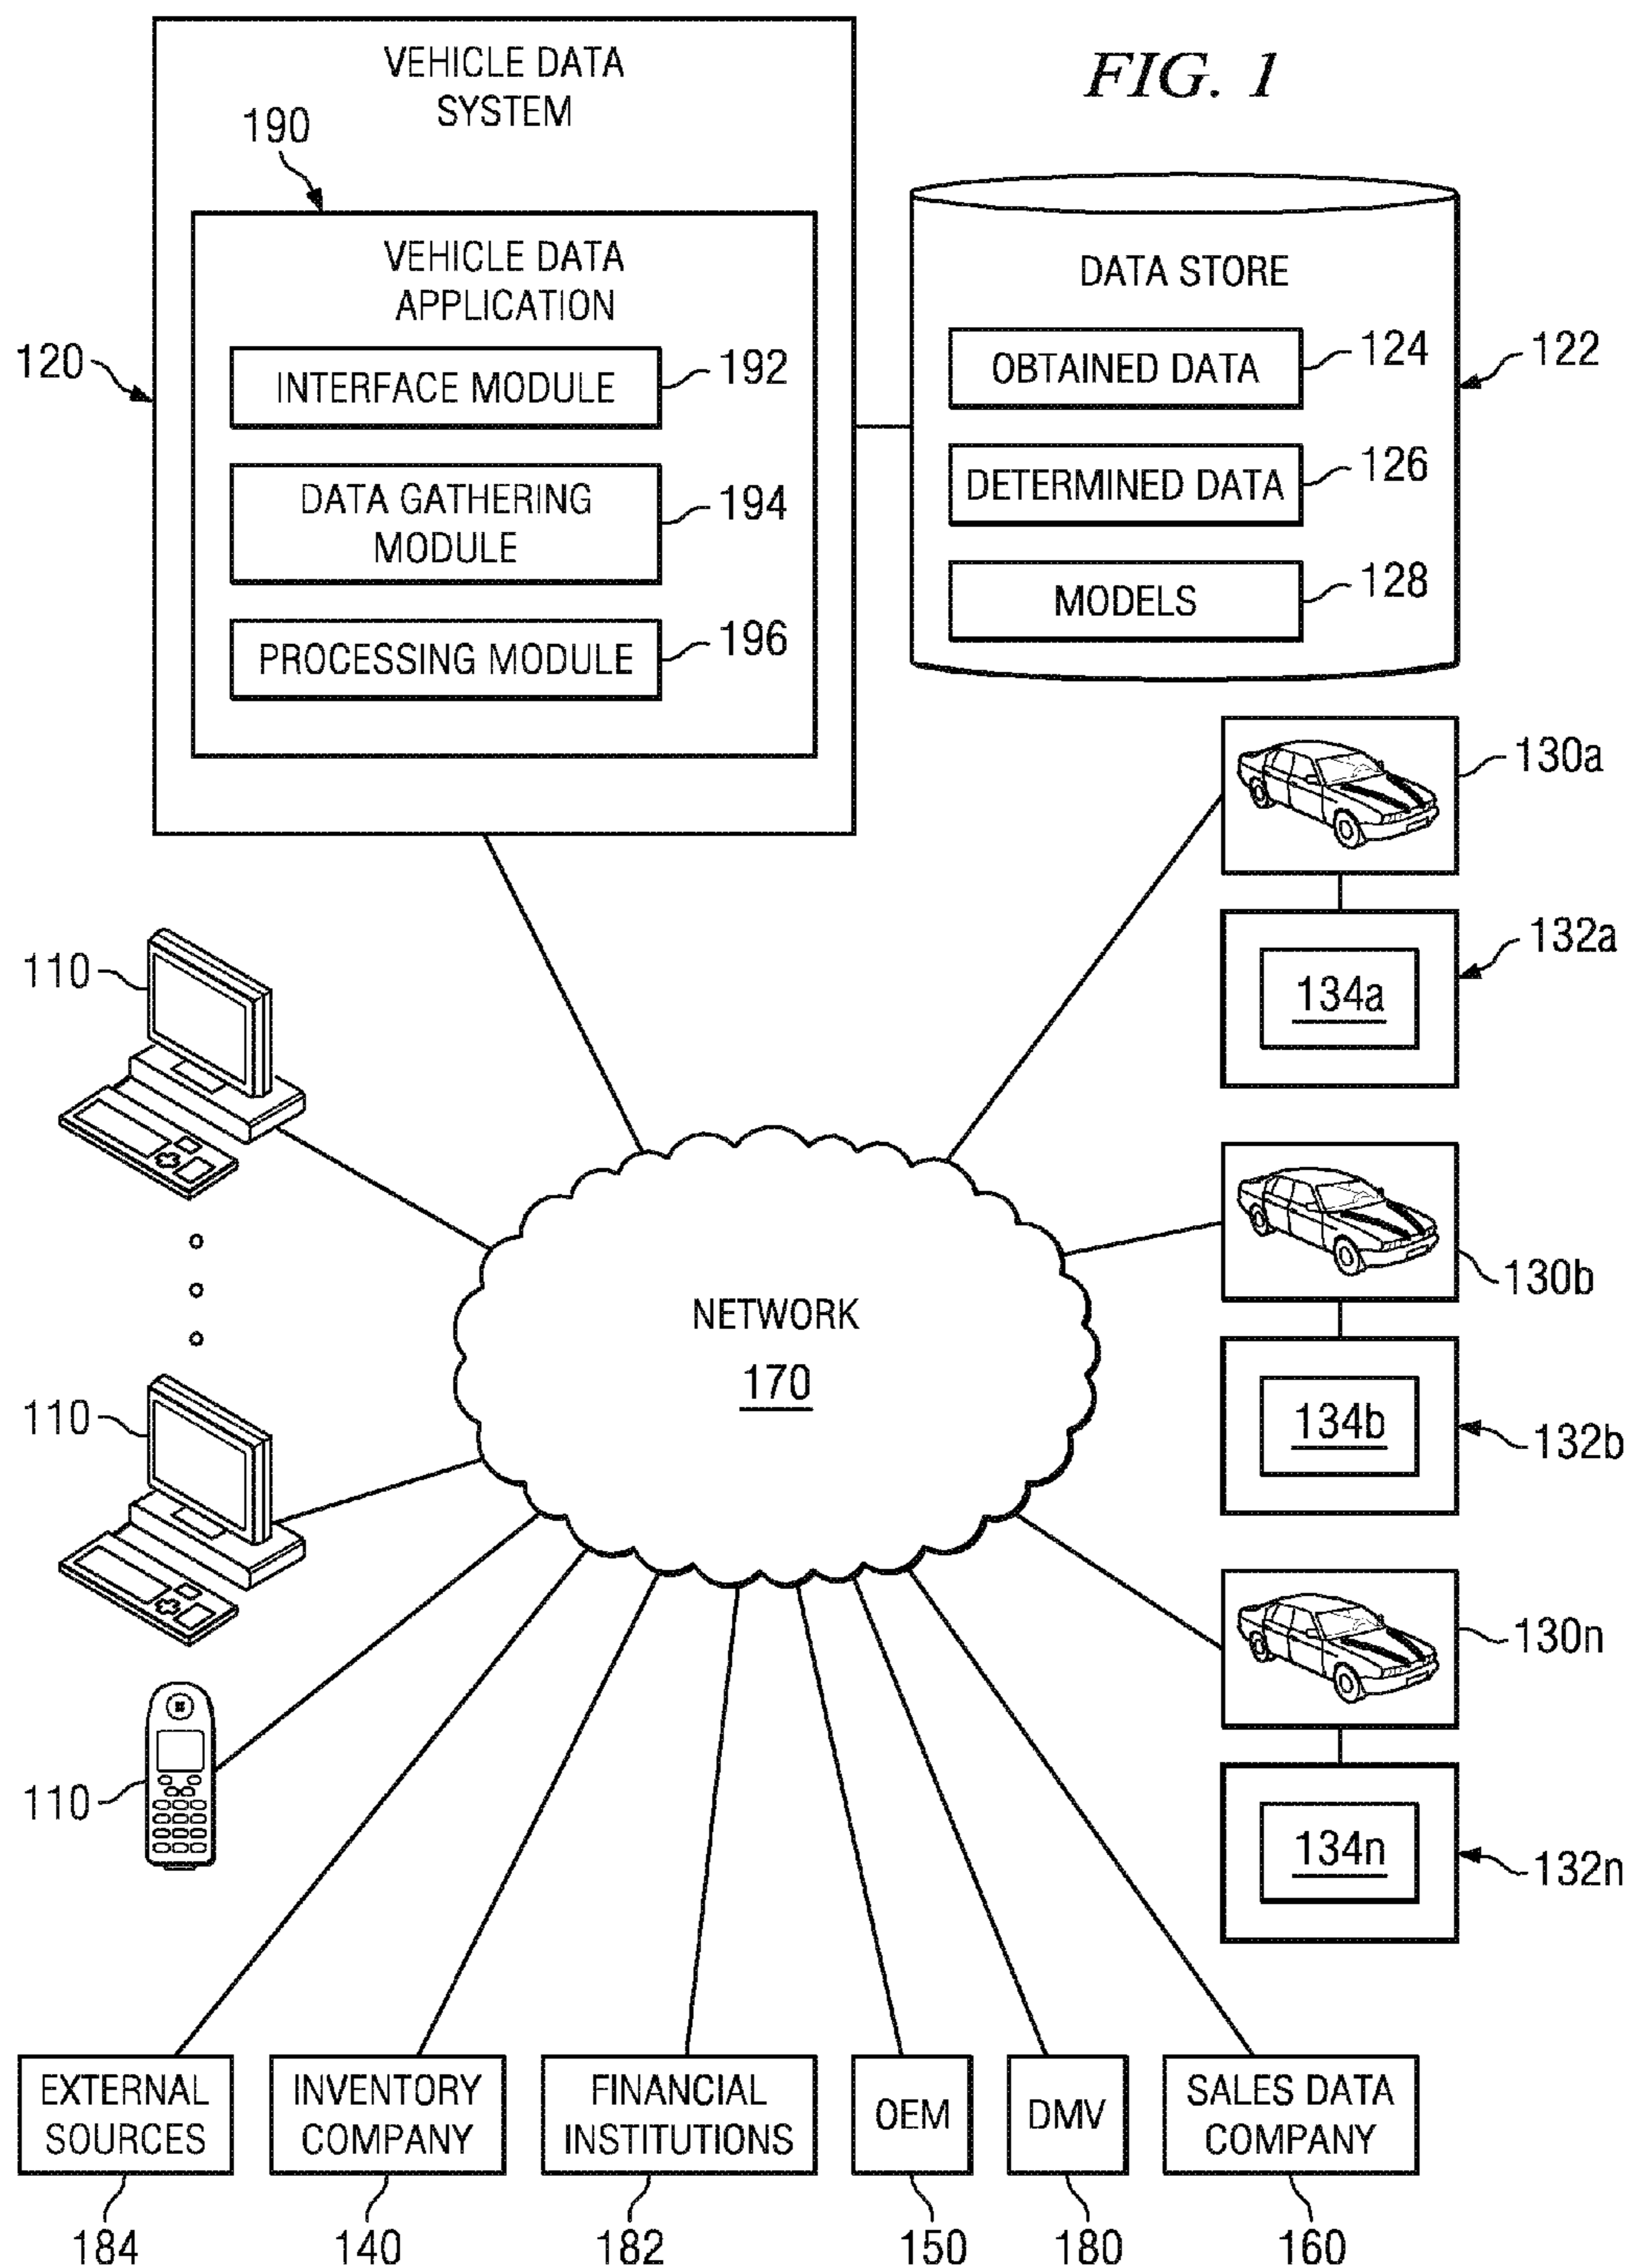 FIG. 1
VEHICLE DATA
SYSTEM
190
VEHICLE DATA
APPLICATION
120
INTERFACE MODULE
192
DATA GATHERING
MODULE
194
PROCESSING MODULE
196
DATA STORE
OBTAINED DATA
124
122
DETERMINED DATA
126
MODELS
128
130a
132a
134a
110
130b
NETWORK
170
134b
132b
110
130n
110
134n
132n
EXTERNAL
SOURCES
INVENTORY
COMPANY
FINANCIAL
INSTITUTIONS
OEM
DMV
SALES DATA
COMPANY
184
140
182
150
180
160